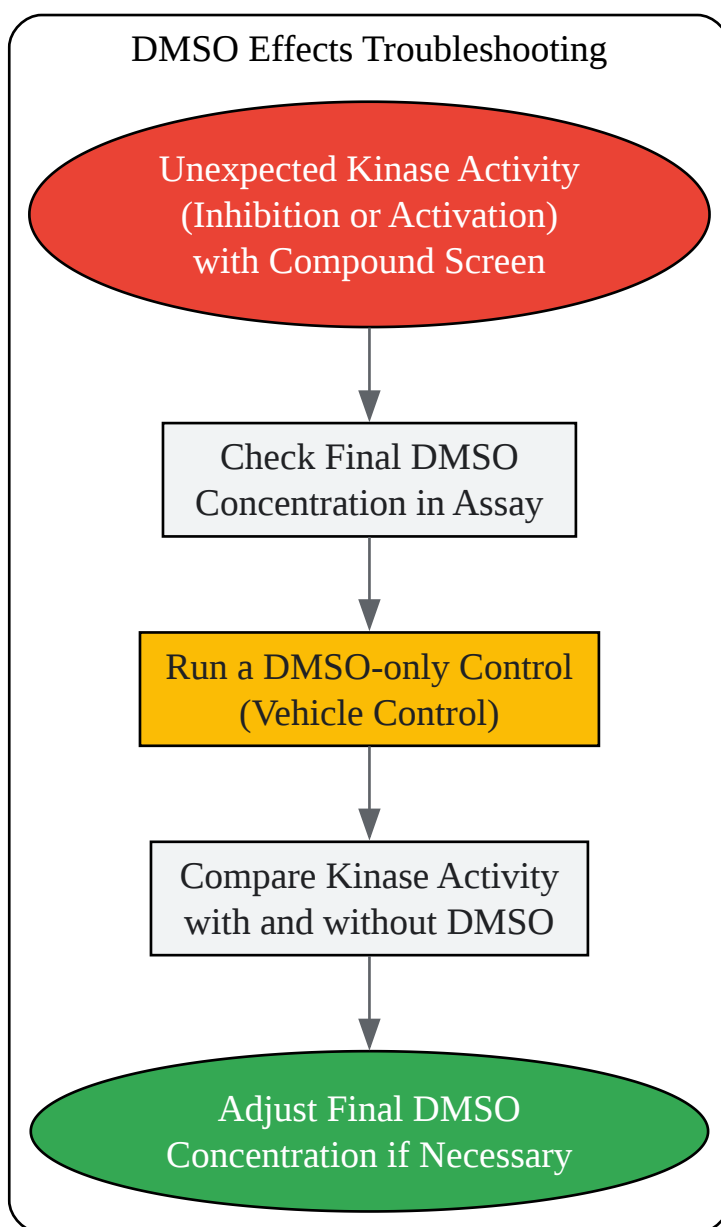 DMSO Effects Troubleshooting
Unexpected Kinase Activity
(Inhibition or Activation)
with Compound Screen
Check Final DMSO
Concentration in Assay
Run a DMSO-only Control
(Vehicle Control)
Compare Kinase Activity
with and without DMSO
Adjust Final DMSO
Concentration if Necessary